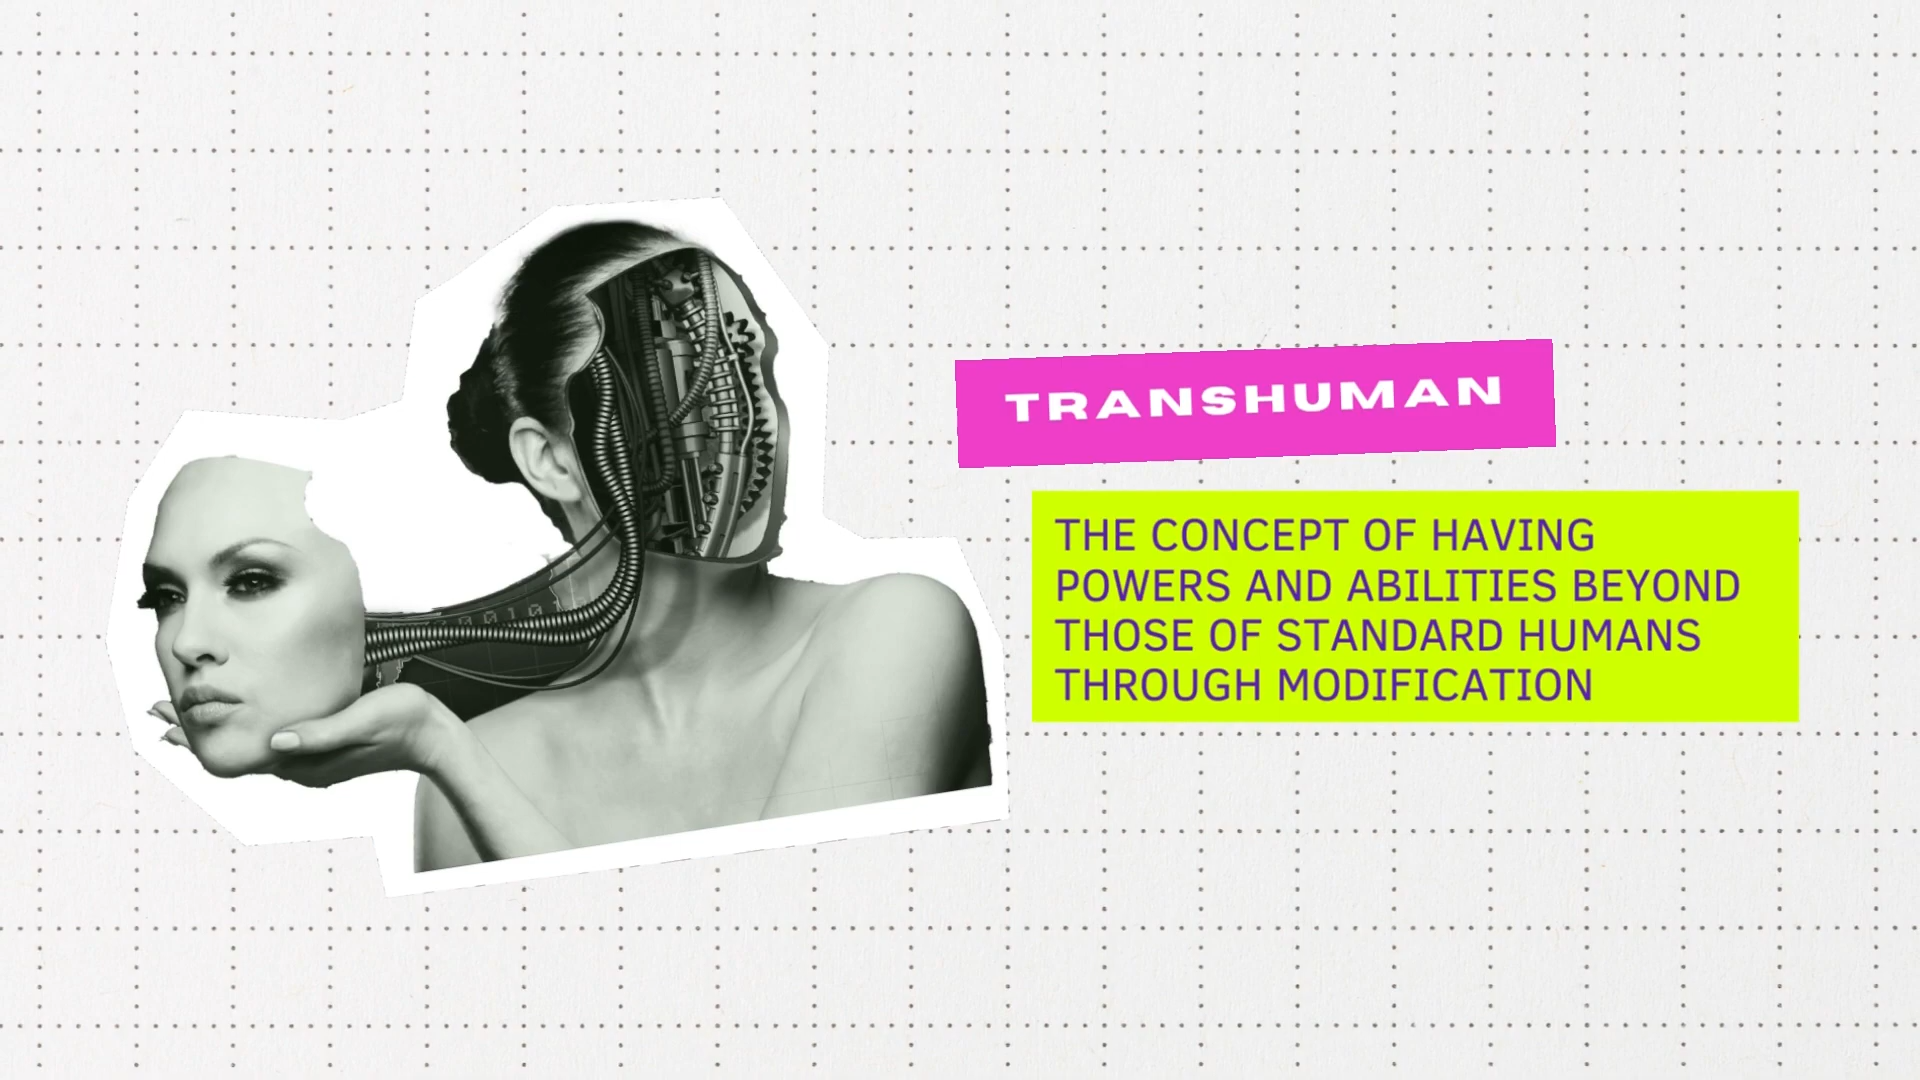 TRANSHUMAN
THE CONCEPT OF HAVING
POWERS AND ABILITIES BEYOND
THOSE OF STANDARD HUMANS
THROUGH MODIFICATION